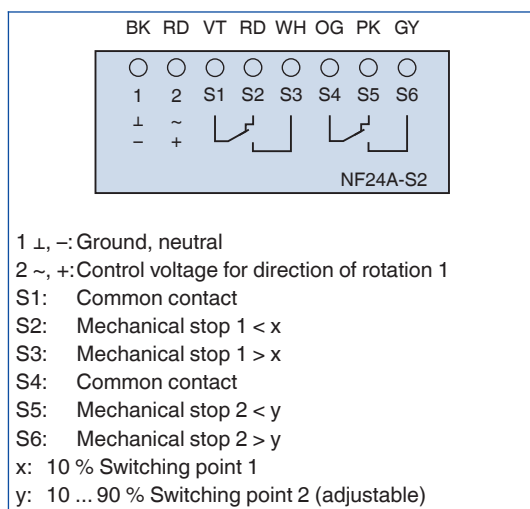 BK RD VT RD WH OG PK GY
1 2 S1 S2 S3 S4 S5 S6
⊥ ~
– +
NF24A-S2
1 ⊥, –: Ground, neutral
2 ~, +: Control voltage for direction of rotation 1
S1: Common contact
S2: Mechanical stop 1 < x
S3: Mechanical stop 1 > x
S4: Common contact
S5: Mechanical stop 2 < y
S6: Mechanical stop 2 > y
x: 10 % Switching point 1
y: 10 ... 90 % Switching point 2 (adjustable)